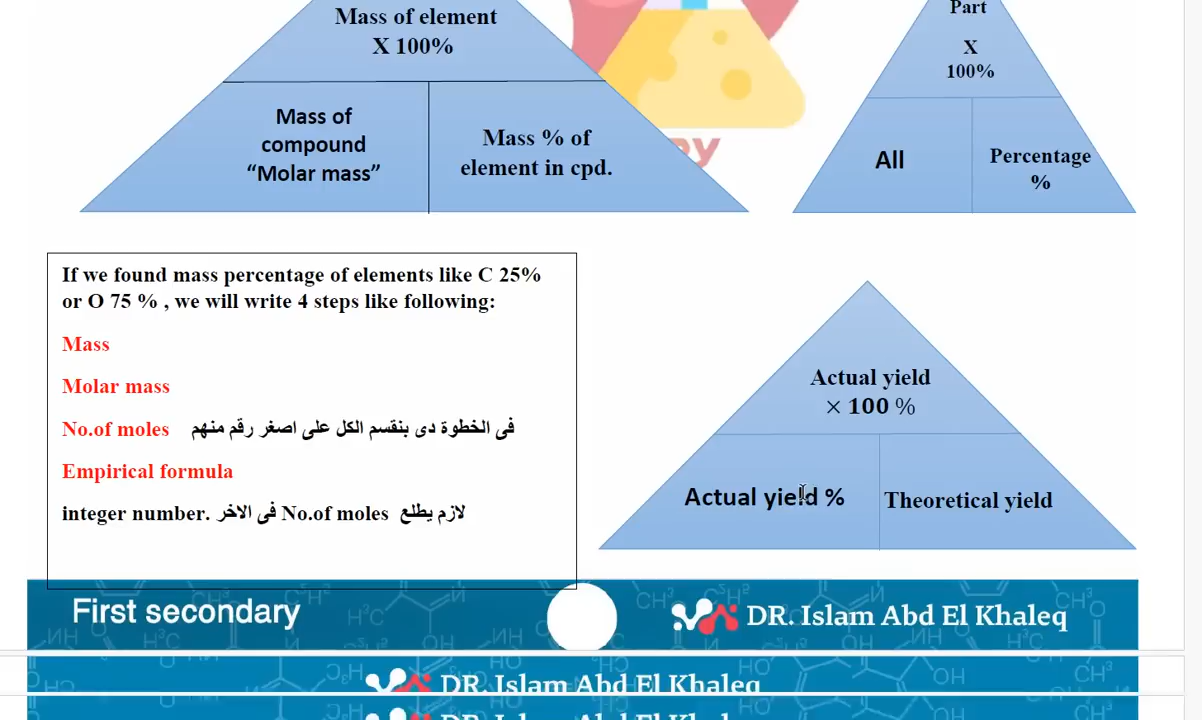 Mass of element
X 100%
Mass of
compound
“Molar mass”
Mass % of
element in cpd.
Part
X
100%
All
Percentage
%
If we found mass percentage of elements like C 25%
or O 75 % , we will write 4 steps like following:
Mass
Molar mass
No.of moles فى الخطوة دى بنقسم الكل على اصغر رقم منهم
Empirical formula
لازم يطلع No.of moles فى الاخر integer number.
Actual yield
× 100 %
Actual yield %
Theoretical yield
First secondary
DR. Islam Abd El Khaleq
DR. Islam Abd El Khaleq